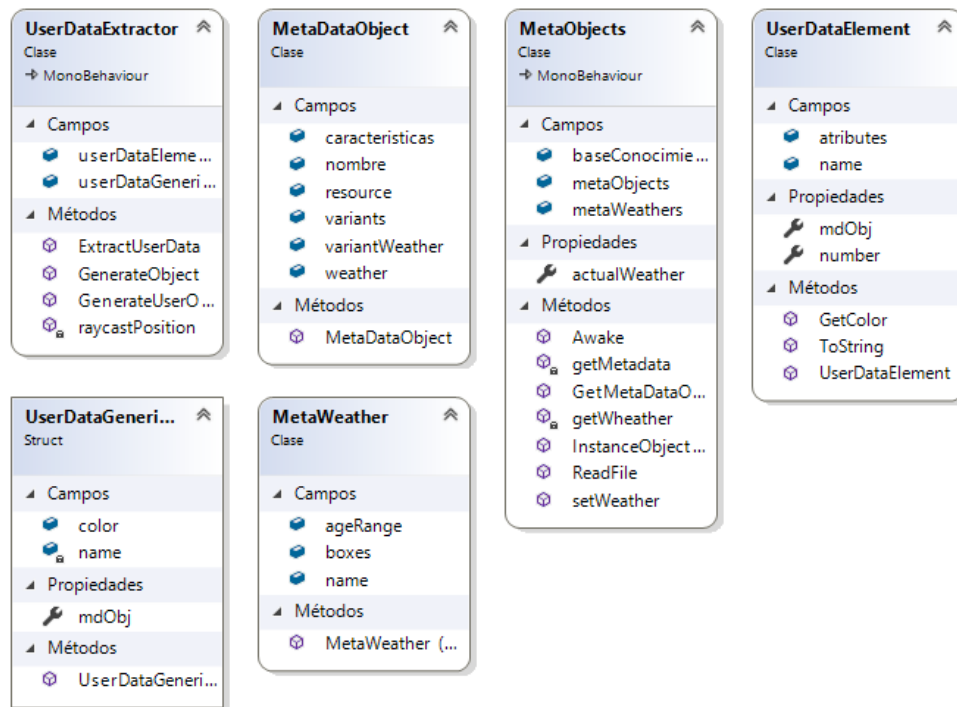 UserDataExtractor
Clase
MonoBehaviour
Campos
userDataEleme...
userDataGeneri...
Métodos
ExtractUserData
GenerateObject
GenerateUserO...
raycastPosition
MetaDataObject
Clase
Campos
caracteristicas
nombre
resource
variants
variantWeather
weather
Métodos
MetaDataObject
MetaObjects
Clase
MonoBehaviour
Campos
baseConocimie...
metaObjects
metaWeathers
Propiedades
actualWeather
Métodos
Awake
getMetadata
GetMetaDataO...
getWheather
InstanceObject...
ReadFile
setWeather
UserDataElement
Clase
Campos
atributes
name
Propiedades
mdObj
number
Métodos
GetColor
ToString
UserDataElement
UserDataGeneri...
Struct
Campos
color
name
Propiedades
mdObj
Métodos
UserDataGeneri...
MetaWeather
Clase
Campos
ageRange
boxes
name
Métodos
MetaWeather (...